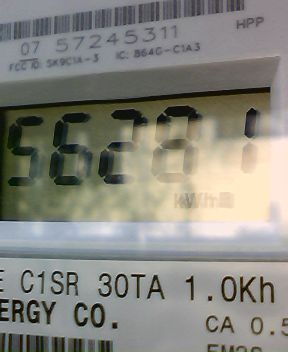 HPP
07 57245311
FCC ID: SK9C1A-3 IC: 864G-C1A3
56281
kWh
E C1SR 30TA 1.0Kh
ERGY CO.
CA 0.5